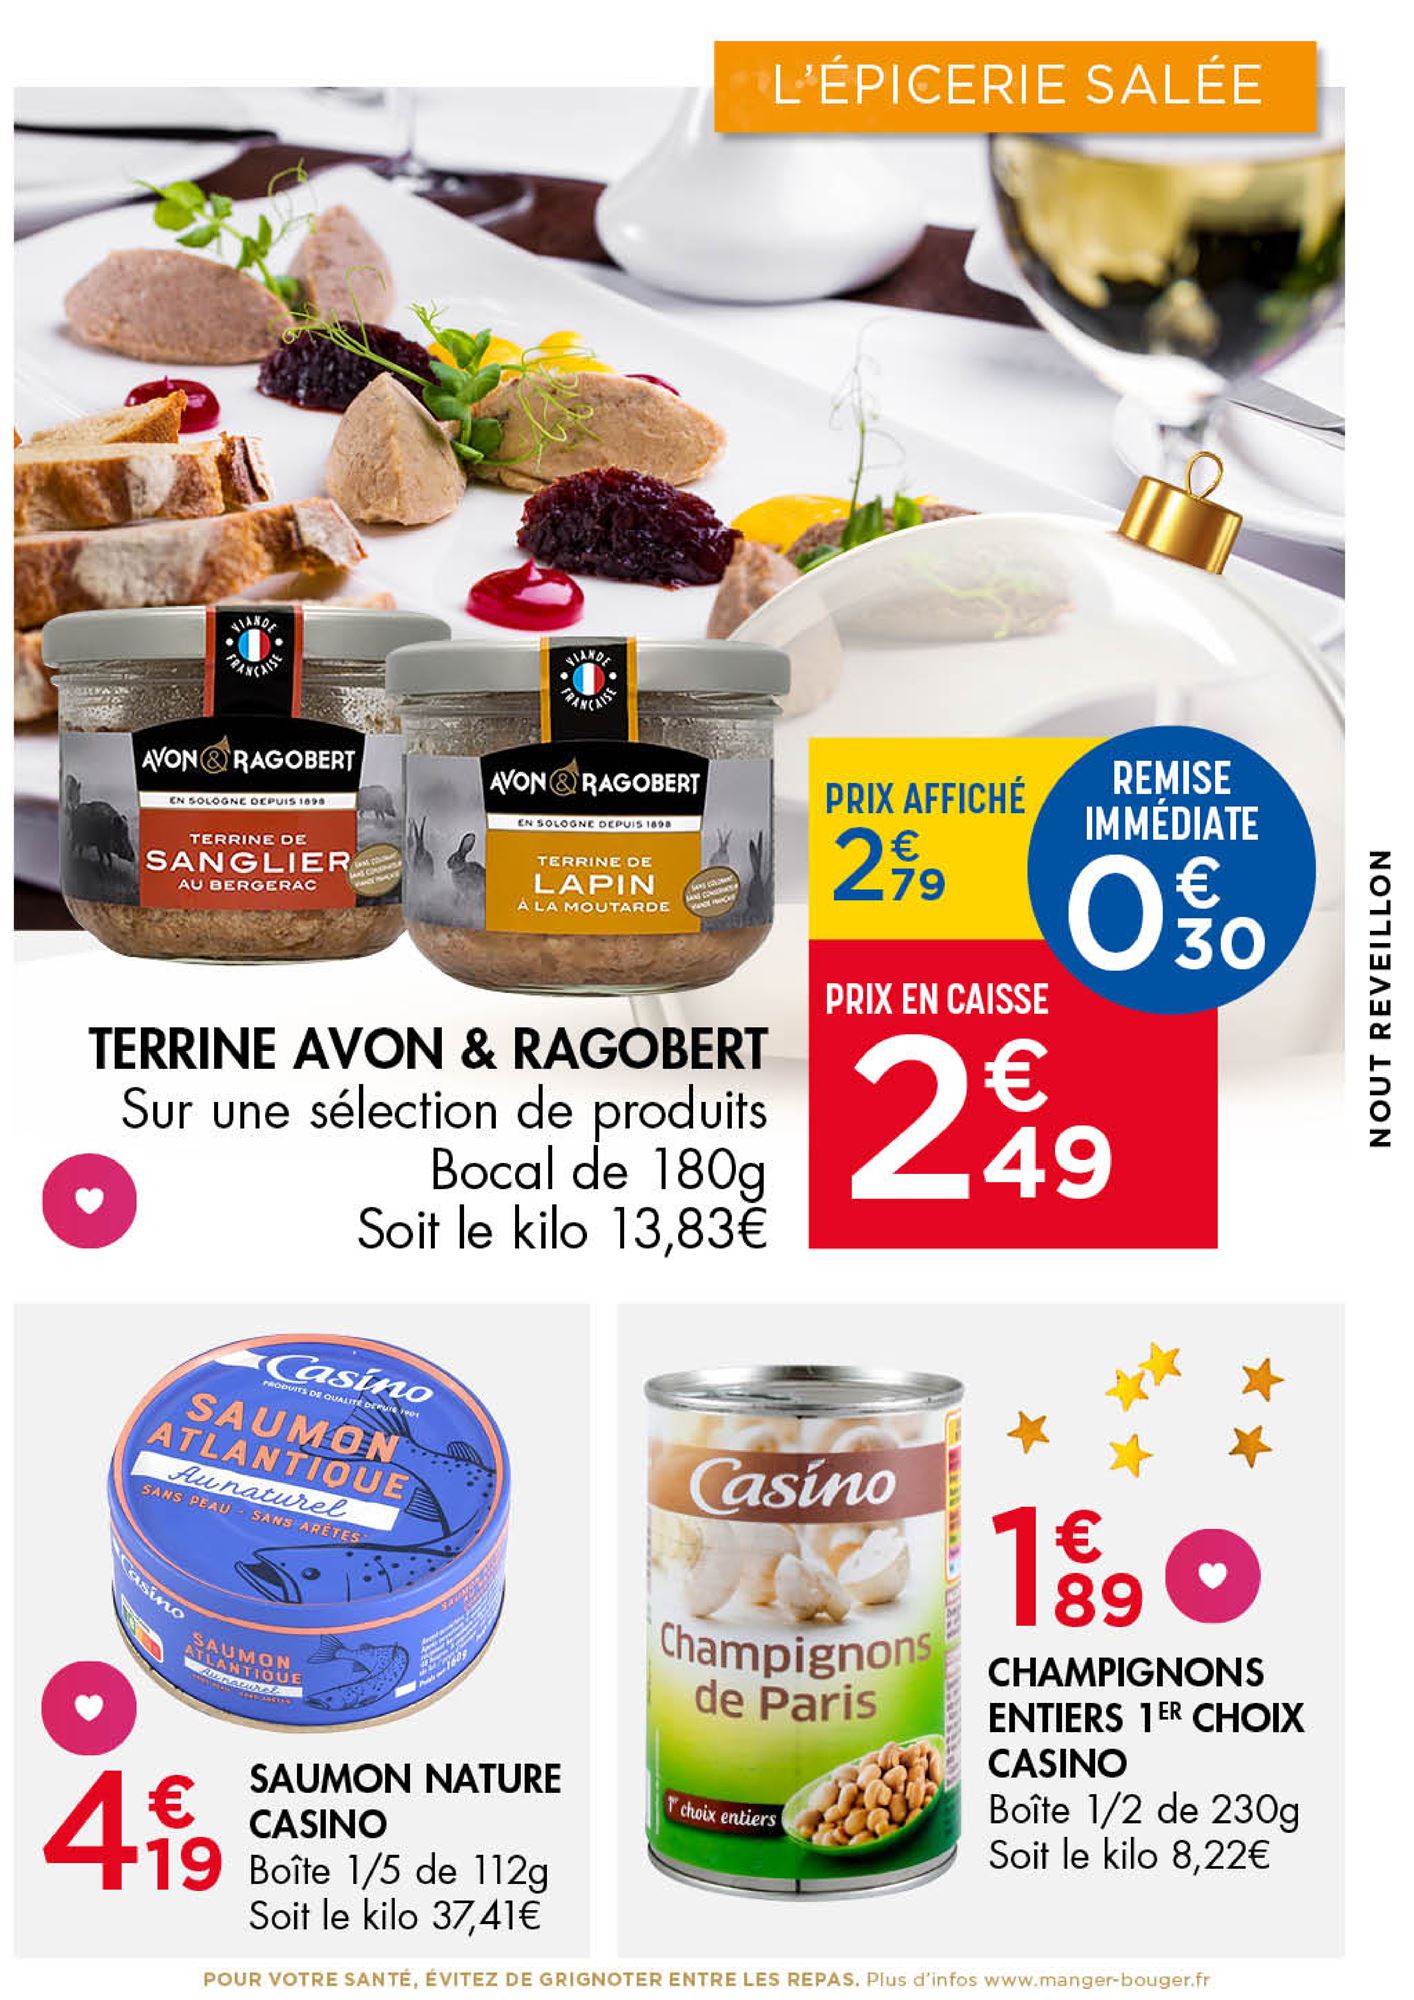 L'ÉPICERIE SALÉE
VIANDE
FRANÇAISE
AVON & RAGOBERT
EN SOLOGNE DEPUIS 1898
TERRINE DE
SANGLIER
AU BERGERAC
VIANDE
FRANÇAISE
AVON & RAGOBERT
EN SOLOGNE DEPUIS 1898
TERRINE DE
LAPIN
À LA MOUTARDE
PRIX AFFICHÉ
2€79
REMISE
IMMÉDIATE
0€30
PRIX EN CAISSE
2€49
TERRINE AVON & RAGOBERT
Sur une sélection de produits
Bocal de 180g
Soit le kilo 13,83€
NOUT REVEILLON
Casino
PRODUITS DE QUALITÉ DEPUIS 1901
SAUMON
ATLANTIQUE
Au naturel
SANS PEAU - SANS ARÊTES
Casino
SAUMON
ATLANTIQUE
Au naturel
4€19
SAUMON NATURE
CASINO
Boîte 1/5 de 112g
Soit le kilo 37,41€
Casino
Champignons
de Paris
1er choix entiers
1€89
CHAMPIGNONS
ENTIERS 1ER CHOIX
CASINO
Boîte 1/2 de 230g
Soit le kilo 8,22€
POUR VOTRE SANTÉ, ÉVITEZ DE GRIGNOTER ENTRE LES REPAS. Plus d'infos www.manger-bouger.fr